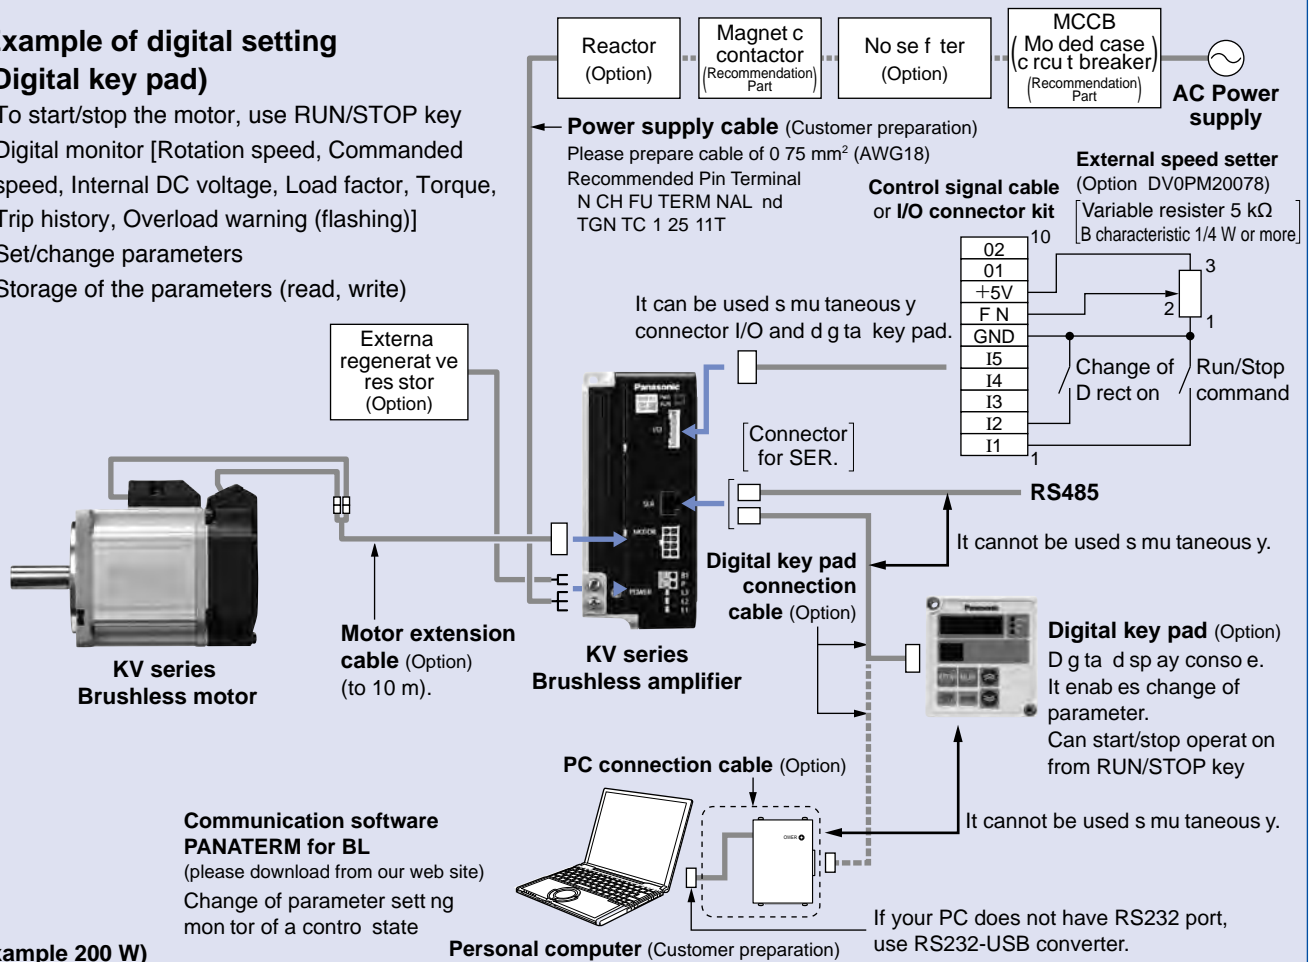 xample of digital setting
Digital key pad)
To start/stop the motor, use RUN/STOP key
Digital monitor [Rotation speed, Commanded
speed, Internal DC voltage, Load factor, Torque,
Trip history, Overload warning (flashing)]
Set/change parameters
Storage of the parameters (read, write)
Reactor
(Option)
Magnet c
contactor
(Recommendation
Part)
No se f ter
(Option)
MCCB
(Mo ded case
c rcu t breaker)
(Recommendation
Part)
AC Power
supply
Power supply cable (Customer preparation)
Please prepare cable of 0 75 mm² (AWG18)
Recommended Pin Terminal
N CH FU TERM NAL nd
TGN TC 1 25 11T
Control signal cable
or I/O connector kit
External speed setter
(Option DV0PM20078)
[Variable resister 5 kΩ
B characteristic 1/4 W or more]
10
02
01
+5V
F N
GND
I5
I4
I3
I2
I1
1
3
2
1
Change of
D rect on
Run/Stop
command
It can be used s mu taneous y
connector I/O and d g ta key pad.
Externa
regenerat ve
res stor
(Option)
Panasonic
MOTOR
POWER
[Connector
for SER.]
RS485
It cannot be used s mu taneous y.
Digital key pad
connection
cable (Option)
Motor extension
cable (Option)
(to 10 m).
KV series
Brushless motor
KV series
Brushless amplifier
Panasonic
Digital key pad (Option)
D g ta d sp ay conso e.
It enab es change of
parameter.
Can start/stop operat on
from RUN/STOP key
PC connection cable (Option)
OWER
It cannot be used s mu taneous y.
Communication software
PANATERM for BL
(please download from our web site)
Change of parameter sett ng
mon tor of a contro state
Personal computer (Customer preparation)
If your PC does not have RS232 port,
use RS232-USB converter.
xample 200 W)